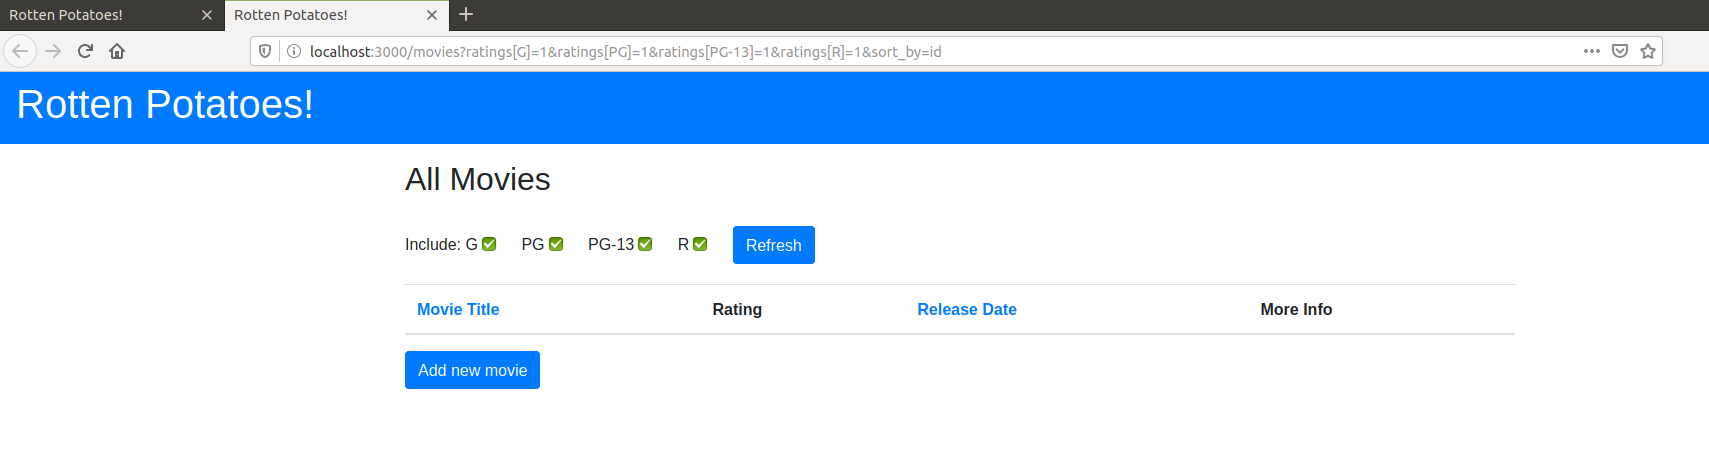 Rotten Potatoes! Rotten Potatoes!
localhost:3000/movies?ratings[G]=1&ratings[PG]=1&ratings[PG-13]=1&ratings[R]=1&sort_by=id
Rotten Potatoes!
All Movies
Include: G PG PG-13 R Refresh
Movie Title Rating Release Date More Info
Add new movie